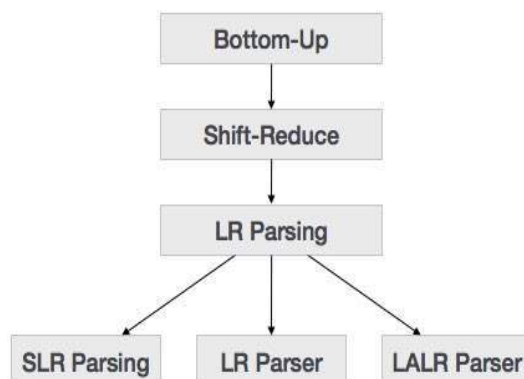 Bottom-Up
Shift-Reduce
LR Parsing
SLR Parsing
LR Parser
LALR Parser